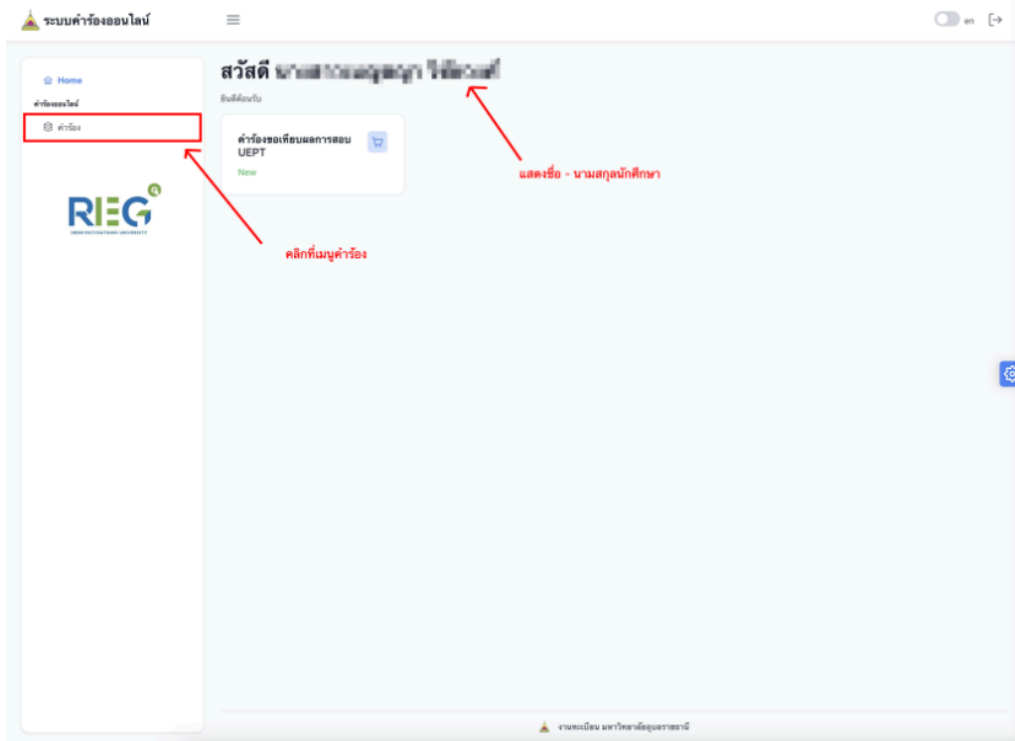 ระบบคำร้องออนไลน์
en
Home
คำร้องออนไลน์
คำร้อง
RIEG
UBON RATCHATHANI UNIVERSITY
สวัสดี
ยินดีต้อนรับ
คำร้องขอเทียบผลการสอบ
UEPT
New
แสดงชื่อ - นามสกุลนักศึกษา
คลิกที่เมนูคำร้อง
งานทะเบียน มหาวิทยาลัยอุบลราชธานี